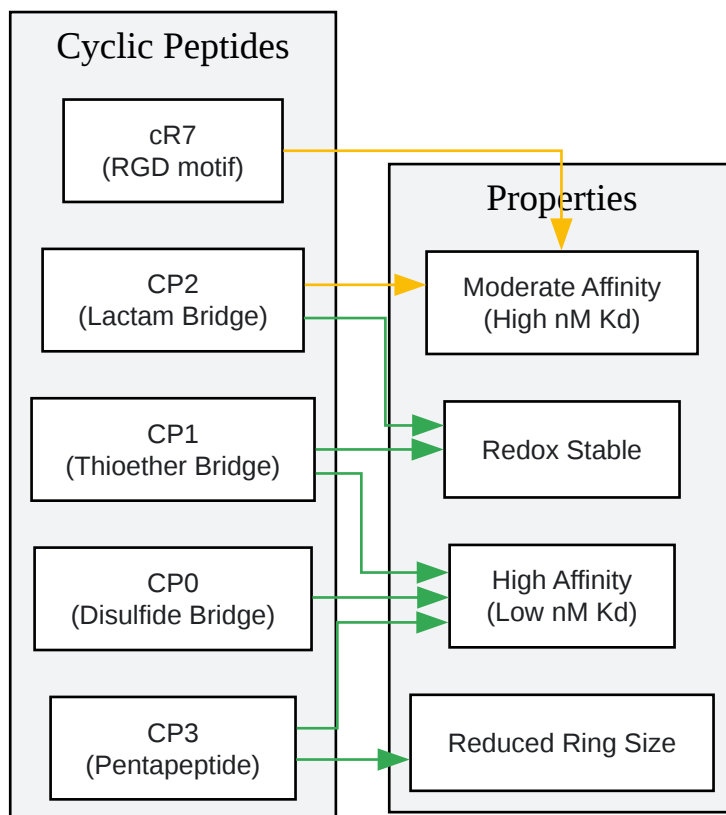 Cyclic Peptides
cR7
(RGD motif)
CP2
(Lactam Bridge)
CP1
(Thioether Bridge)
CP0
(Disulfide Bridge)
CP3
(Pentapeptide)
Properties
Moderate Affinity
(High nM Kd)
Redox Stable
High Affinity
(Low nM Kd)
Reduced Ring Size